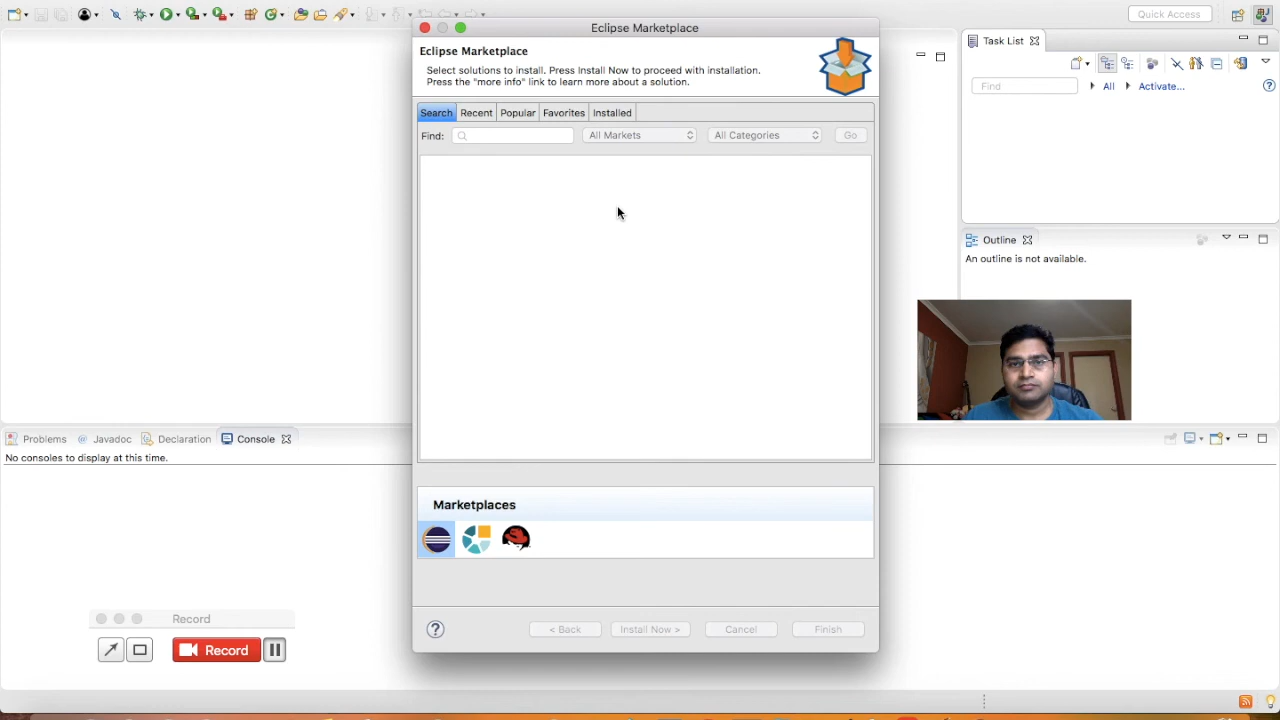 Quick Access
Eclipse Marketplace
Eclipse Marketplace
Select solutions to install. Press Install Now to proceed with installation.
Press the "more info" link to learn more about a solution.
Search Recent Popular Favorites Installed
Find: All Markets All Categories Go
Task List
Find All Activate...
Outline
An outline is not available.
Problems @ Javadoc Declaration Console
No consoles to display at this time.
Marketplaces
Record
Record
? < Back Install Now > Cancel Finish